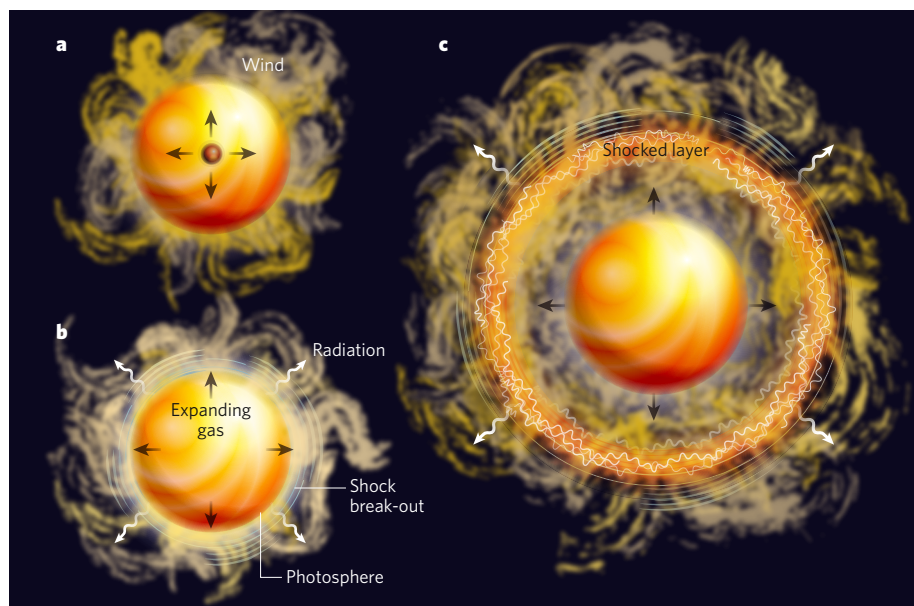 a
Wind
b
Radiation
Expanding
gas
Shock
break-out
Photosphere
c
Shocked layer